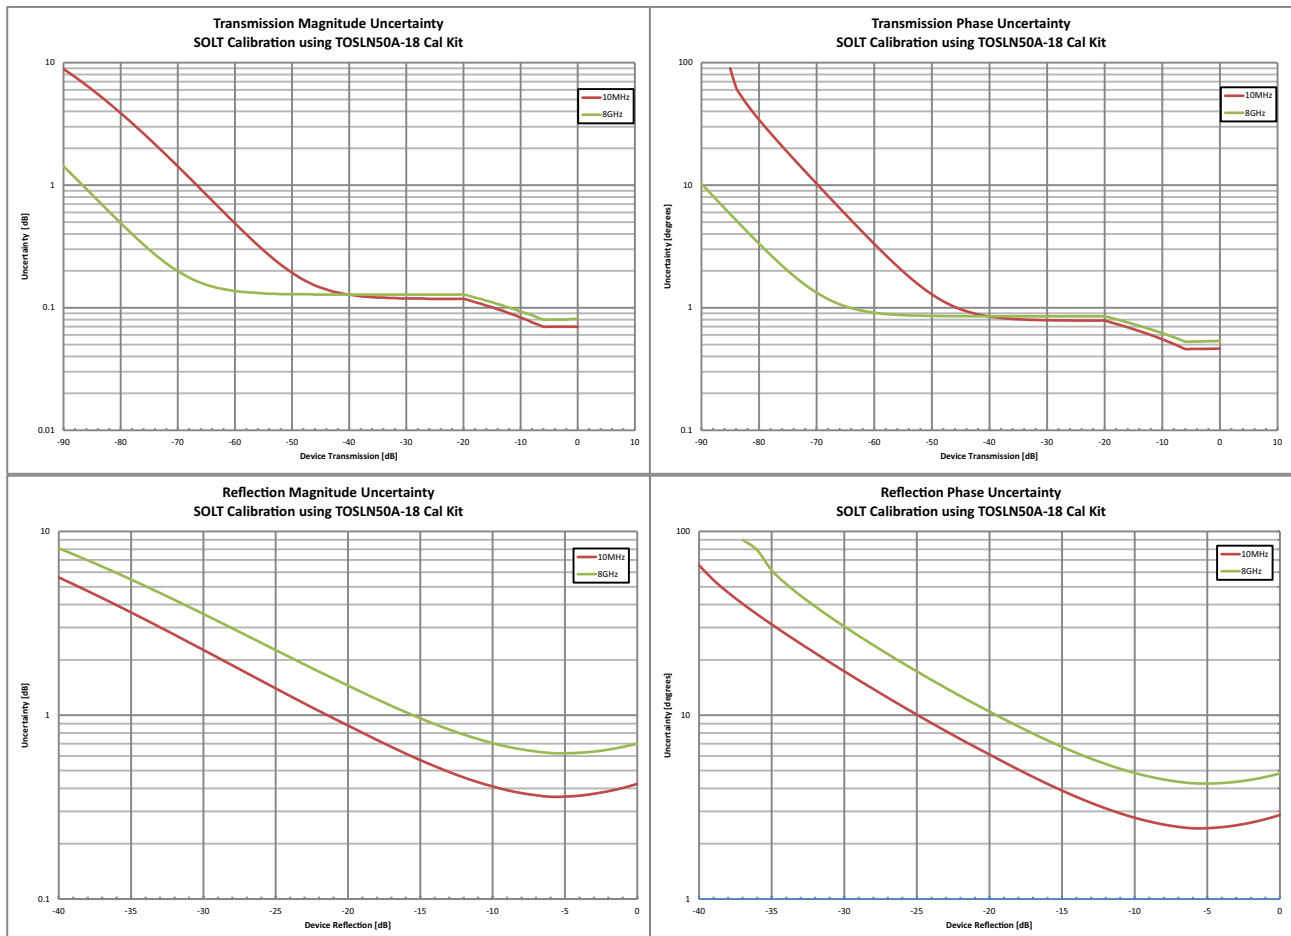 Transmission Magnitude Uncertainty
SOLT Calibration using TOSLN50A-18 Cal Kit
10
1
0.1
0.01
Uncertainty [dB]
10MHz
8GHz
-90 -80 -70 -60 -50 -40 -30 -20 -10 0 10
Device Transmission [dB]
Transmission Phase Uncertainty
SOLT Calibration using TOSLN50A-18 Cal Kit
100
10
1
0.1
Uncertainty [degrees]
10MHz
8GHz
-90 -80 -70 -60 -50 -40 -30 -20 -10 0 10
Device Transmission [dB]
Reflection Magnitude Uncertainty
SOLT Calibration using TOSLN50A-18 Cal Kit
10
1
0.1
Uncertainty [dB]
10MHz
8GHz
-40 -35 -30 -25 -20 -15 -10 -5 0
Device Reflection [dB]
Reflection Phase Uncertainty
SOLT Calibration using TOSLN50A-18 Cal Kit
100
10
1
Uncertainty [degrees]
10MHz
8GHz
-40 -35 -30 -25 -20 -15 -10 -5 0
Device Reflection [dB]